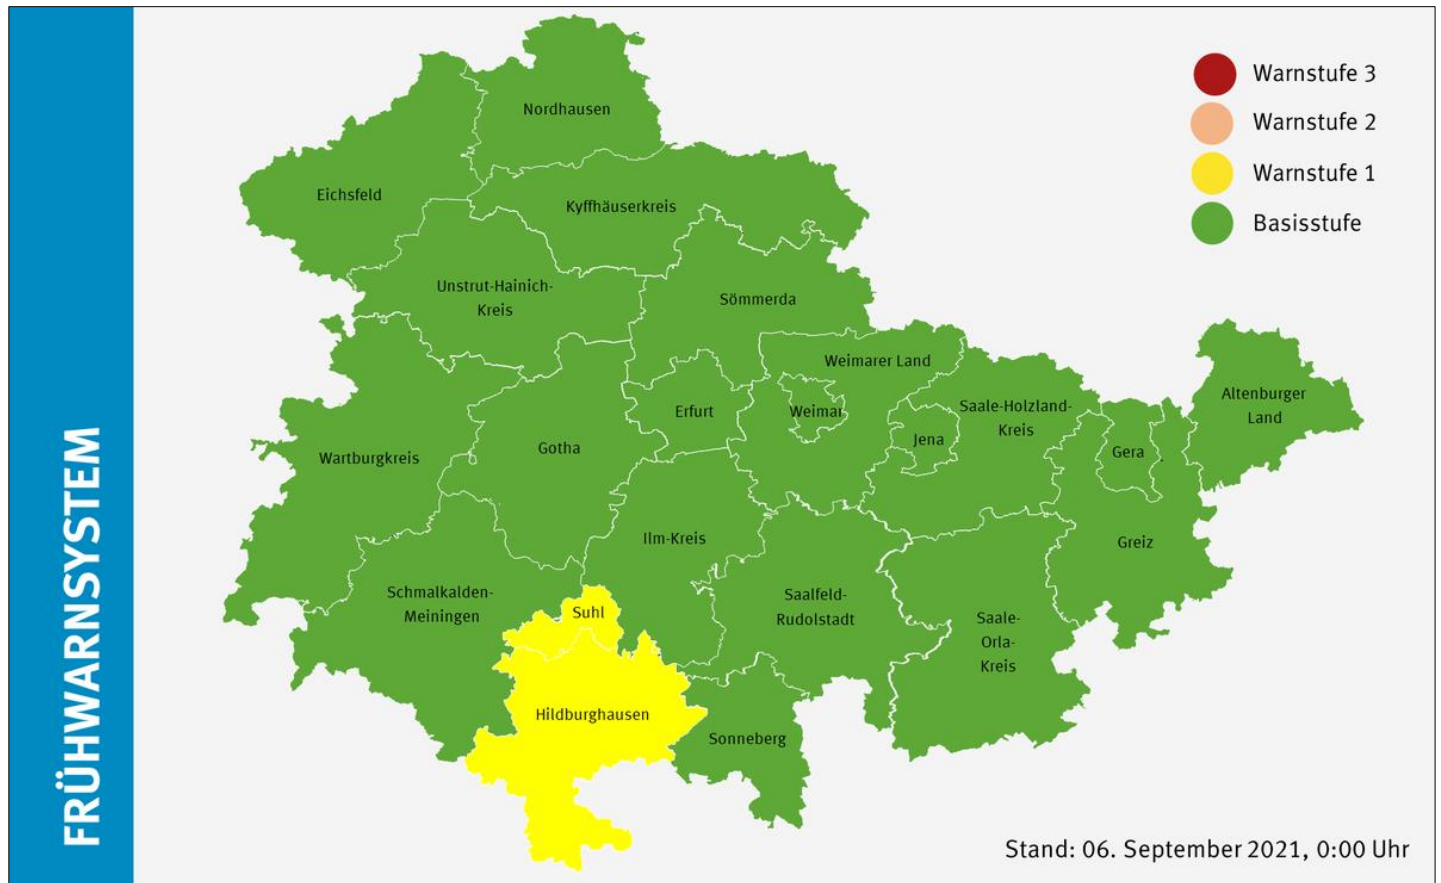 FRÜHWARNSYSTEM
Warnstufe 3
Warnstufe 2
Warnstufe 1
Basisstufe
Nordhausen
Eichsfeld
Kyffhäuserkreis
Unstrut-Hainich-
Kreis
Sömmerda
Weimarer Land
Weimar
Erfurt
Gotha
Wartburgkreis
Jena
Saale-Holzland-
Kreis
Gera
Altenburger
Land
Greiz
Ilm-Kreis
Schmalkalden-
Meiningen
Suhl
Saalfeld-
Rudolstadt
Saale-
Orla-
Kreis
Hildburghausen
Sonneberg
Stand: 06. September 2021, 0:00 Uhr